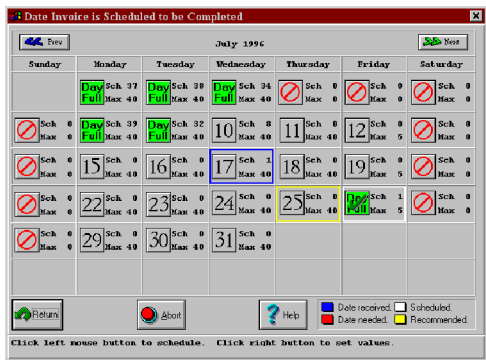 Date Invoice is Scheduled to be Completed
Prev July 1996 Next
Sunday Monday Tuesday Wednesday Thursday Friday Saturday
Day Sch 37 Day Sch 38 Day Sch 34 Sch 0 Sch 0 Sch 0
Full Max 40 Full Max 40 Full Max 40 Max 40 Max 5 Max 0
Sch 0 Day Sch 39 Day Sch 32 10 Sch 8 11 Sch 0 12 Sch 0 Sch 0
Max 0 Full Max 40 Full Max 40 Max 40 Max 40 Max 5 Max 0
Sch 0 15 Sch 0 16 Sch 0 17 Sch 1 18 Sch 0 19 Sch 0 Sch 0
Max 0 Max 40 Max 40 Max 40 Max 40 Max 5 Max 0
Sch 0 22 Sch 0 23 Sch 0 24 Sch 0 25 Sch 0 Day Sch 1 Sch 0
Max 0 Max 40 Max 40 Max 40 Max 40 Full Max 5 Max 0
Sch 0 29 Sch 0 30 Sch 0 31 Sch 0
Max 0 Max 40 Max 40 Max 40
Return Abort Help Date received. Scheduled.
Date needed. Recommended.
Click left mouse button to schedule. Click right button to set values.